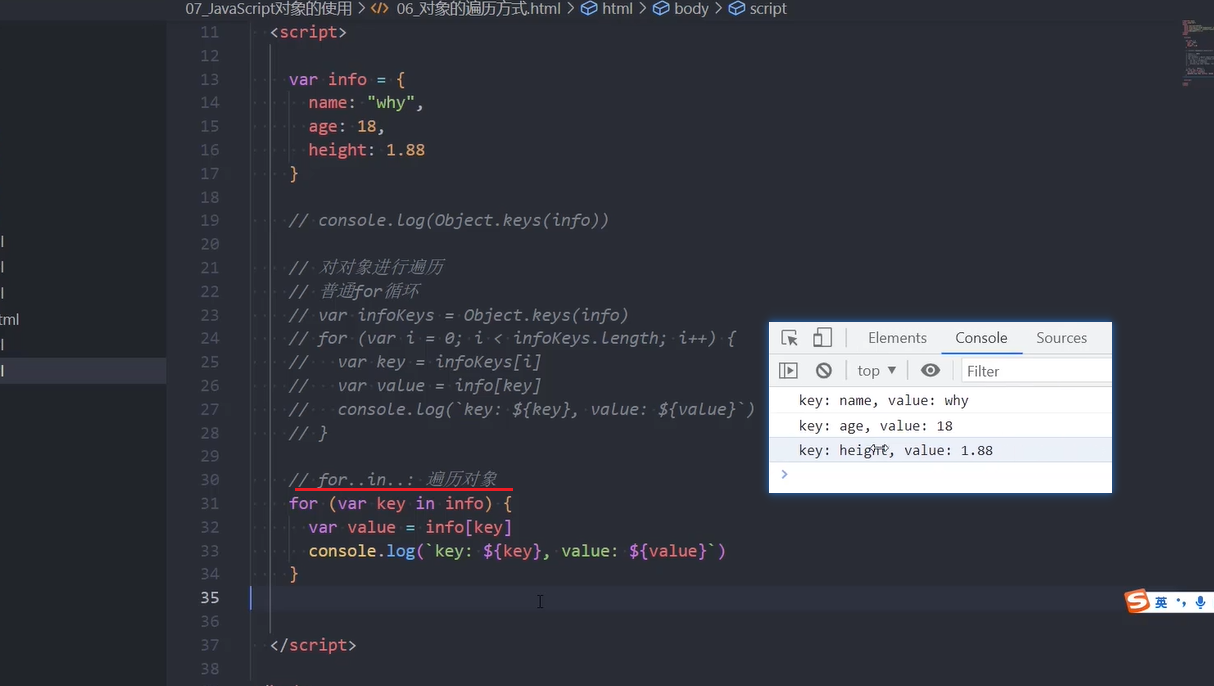 07_JavaScript对象的使用 > 06_对象的遍历方式.html > html > body > script
11 <script>
12
13 var info = {
14 name: "why",
15 age: 18,
16 height: 1.88
17 }
18
19 // console.log(Object.keys(info))
20
21 // 对对象进行遍历
22 // 普通for循环
23 // var infoKeys = Object.keys(info)
24 // for (var i = 0; i < infoKeys.length; i++) {
25 //   var key = infoKeys[i]
26 //   var value = info[key]
27 //   console.log(`key: ${key}, value: ${value}`)
28 // }
29
30 // for..in..: 遍历对象
31 for (var key in info) {
32 var value = info[key]
33 console.log(`key: ${key}, value: ${value}`)
34 }
35
36
37 </script>
38
l
l
l
tml
l
l
Elements Console Sources
top ▼ Filter
key: name, value: why
key: age, value: 18
key: height, value: 1.88
>
S 英